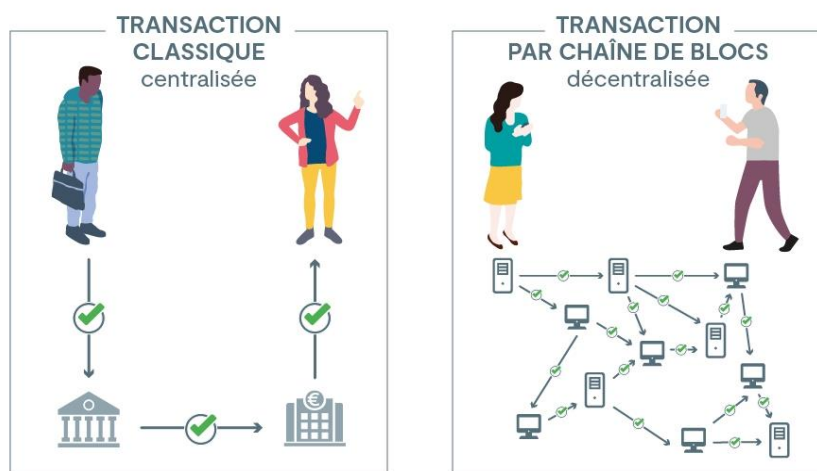 TRANSACTION
CLASSIQUE
centralisée
€
TRANSACTION
PAR CHAÎNE DE BLOCS
décentralisée